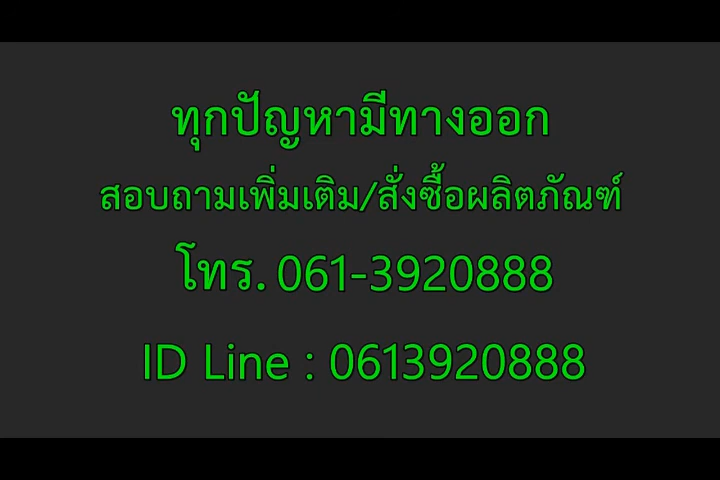 ทุกปัญหามีทางออก
สอบถามเพิ่มเติม/สั่งซื้อผลิตภัณฑ์
โทร. 061-3920888
ID Line : 0613920888